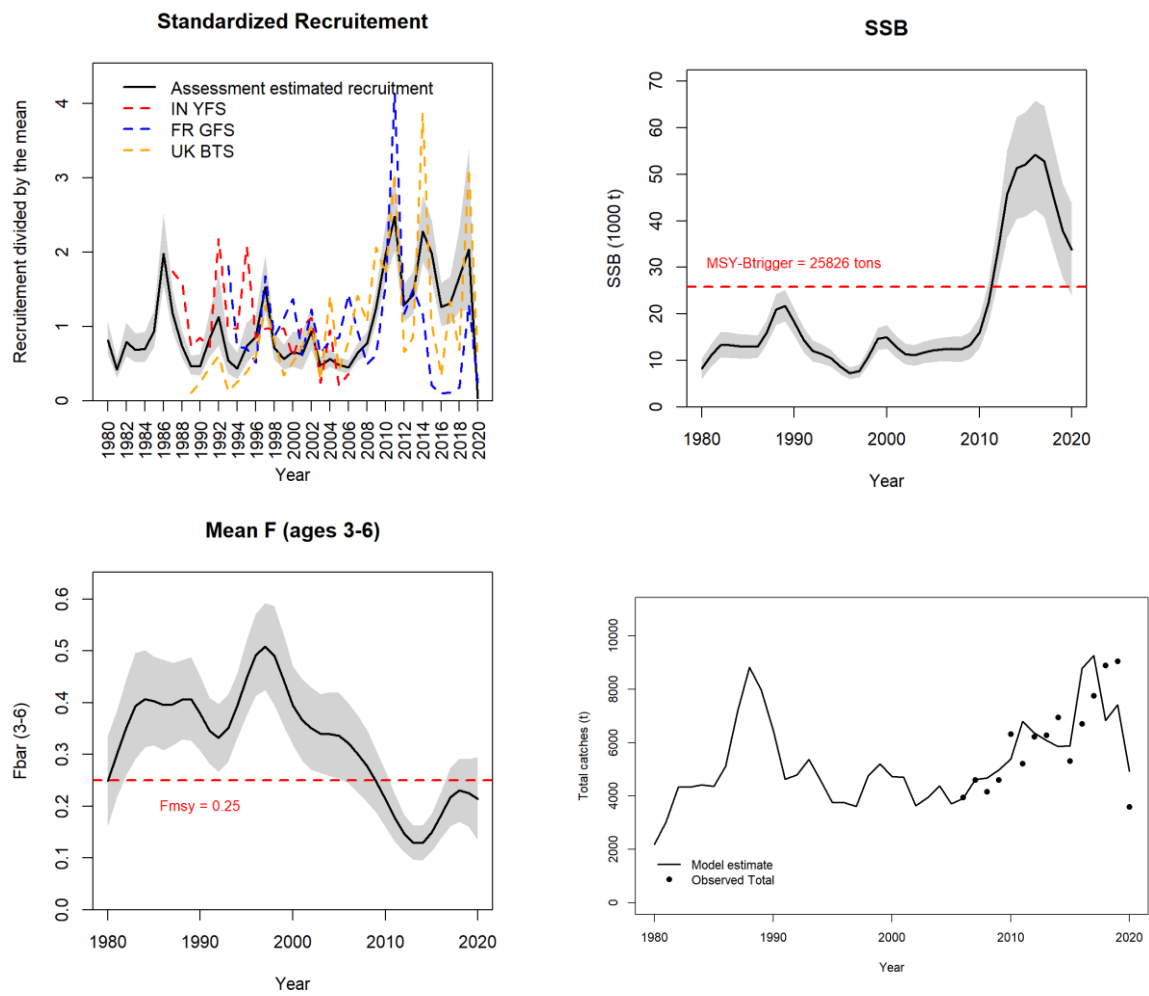 Standardized Recruitement
Recruitement divided by the mean
0 1 2 3 4
Assessment estimated recruitment
IN YFS
FR GFS
UK BTS
1980 1982 1984 1986 1988 1990 1992 1994 1996 1998 2000 2002 2004 2006 2008 2010 2012 2014 2016 2018 2020
Year
SSB
SSB (1000 t)
0 10 20 30 40 50 60 70
MSY-Btrigger = 25826 tons
1980 1990 2000 2010 2020
Year
Mean F (ages 3-6)
Fbar (3-6)
0.0 0.1 0.2 0.3 0.4 0.5 0.6
Fmsy = 0.25
1980 1990 2000 2010 2020
Year
Total catches (t)
0 2000 4000 6000 8000 10000
Model estimate
Observed Total
1980 1990 2000 2010 2020
Year